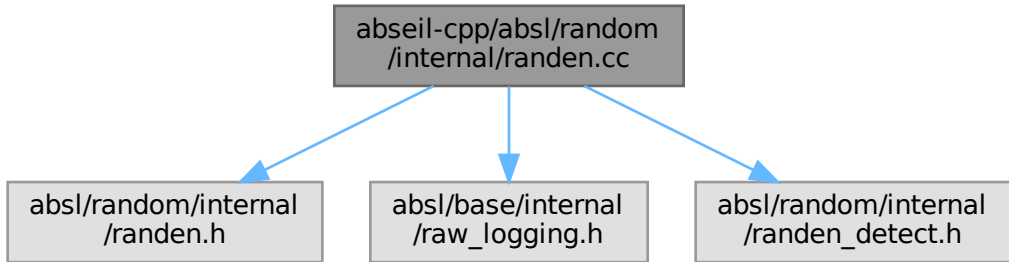 abseil-cpp/absl/random
/internal/randen.cc
absl/random/internal
/randen.h
absl/base/internal
/raw_logging.h
absl/random/internal
/randen_detect.h